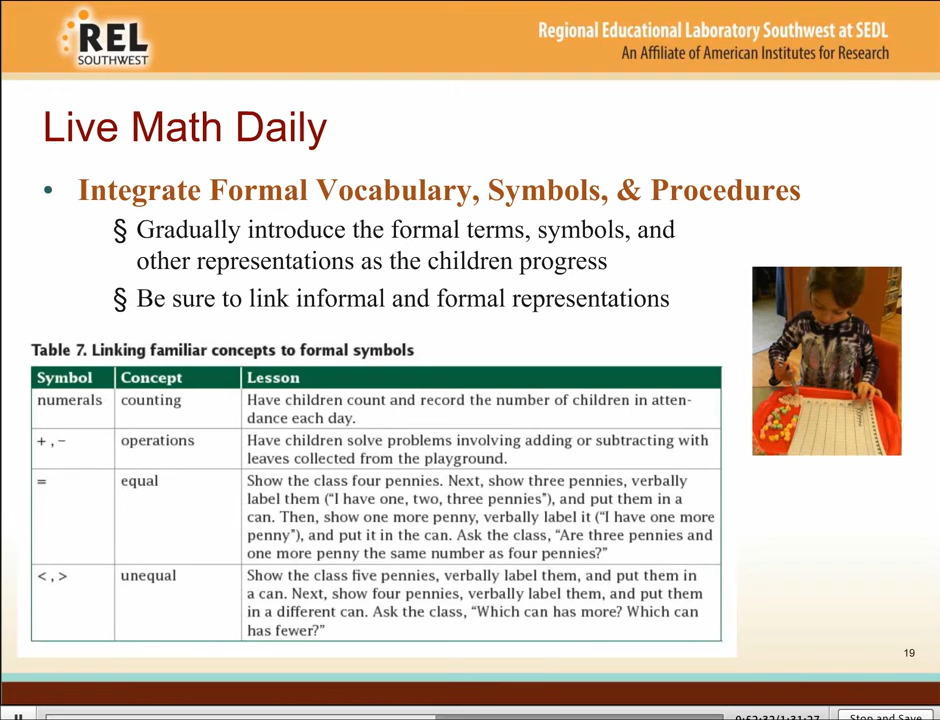 REL
SOUTHWEST
Regional Educational Laboratory Southwest at SEDL
An Affiliate of American Institutes for Research
Live Math Daily
• Integrate Formal Vocabulary, Symbols, & Procedures
§ Gradually introduce the formal terms, symbols, and
other representations as the children progress
§ Be sure to link informal and formal representations
Table 7. Linking familiar concepts to formal symbols
Symbol Concept Lesson
numerals counting Have children count and record the number of children in atten-
dance each day.
+ , − operations Have children solve problems involving adding or subtracting with
leaves collected from the playground.
= equal Show the class four pennies. Next, show three pennies, verbally
label them (“I have one, two, three pennies”), and put them in a
can. Then, show one more penny, verbally label it (“I have one more
penny”), and put it in the can. Ask the class, “Are three pennies and
one more penny the same number as four pennies?”
< , > unequal Show the class five pennies, verbally label them, and put them in
a can. Next, show four pennies, verbally label them, and put them
in a different can. Ask the class, “Which can has more? Which can
has fewer?”
19
0:52:32/1:31:27
Stop and Save